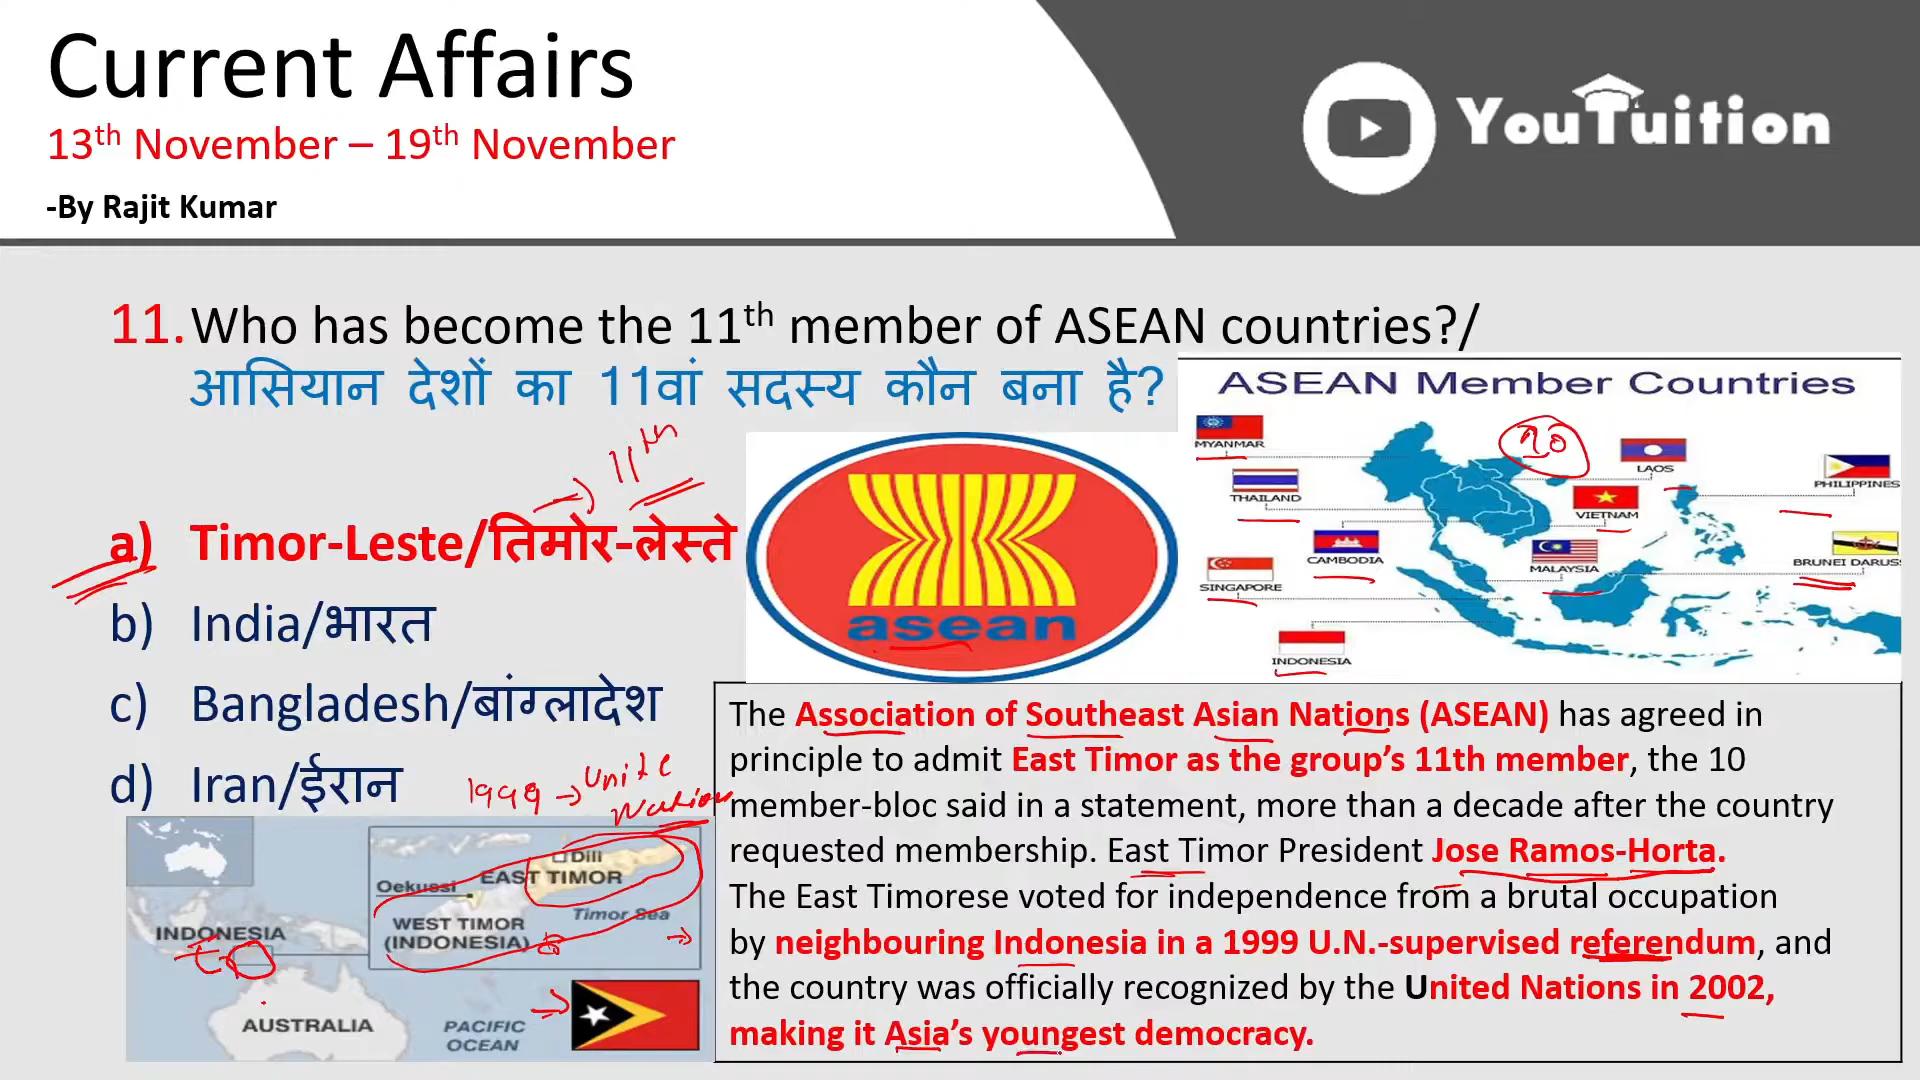 Current Affairs
13th November – 19th November
-By Rajit Kumar
YouTuition
11. Who has become the 11th member of ASEAN countries?/
आसियान देशों का 11वां सदस्य कौन बना है?
11th
a) Timor-Leste/तिमोर-लेस्ते
b) India/भारत
c) Bangladesh/बांग्लादेश
d) Iran/ईरान
1999 → Unite
Nation
asean
ASEAN Member Countries
10
MYANMAR
LAOS
THAILAND
PHILIPPINES
VIETNAM
CAMBODIA
MALAYSIA
BRUNEI DARUS
SINGAPORE
INDONESIA
Dili
EAST TIMOR
Oekussi
Timor Sea
WEST TIMOR
(INDONESIA)
INDONESIA
AUSTRALIA
PACIFIC
OCEAN
The Association of Southeast Asian Nations (ASEAN) has agreed in
principle to admit East Timor as the group’s 11th member, the 10
member-bloc said in a statement, more than a decade after the country
requested membership. East Timor President Jose Ramos-Horta.
The East Timorese voted for independence from a brutal occupation
by neighbouring Indonesia in a 1999 U.N.-supervised referendum, and
the country was officially recognized by the United Nations in 2002,
making it Asia’s youngest democracy.